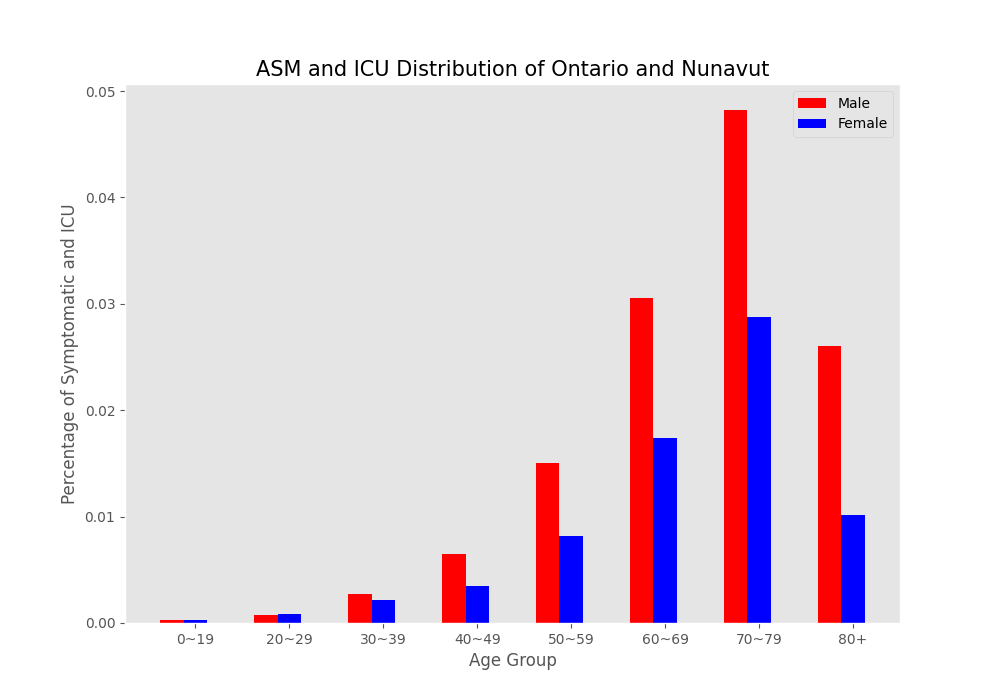 ASM and ICU Distribution of Ontario and Nunavut
Male
Female
Percentage of Symptomatic and ICU
0.05
0.04
0.03
0.02
0.01
0.00
0~19
20~29
30~39
40~49
50~59
60~69
70~79
80+
Age Group